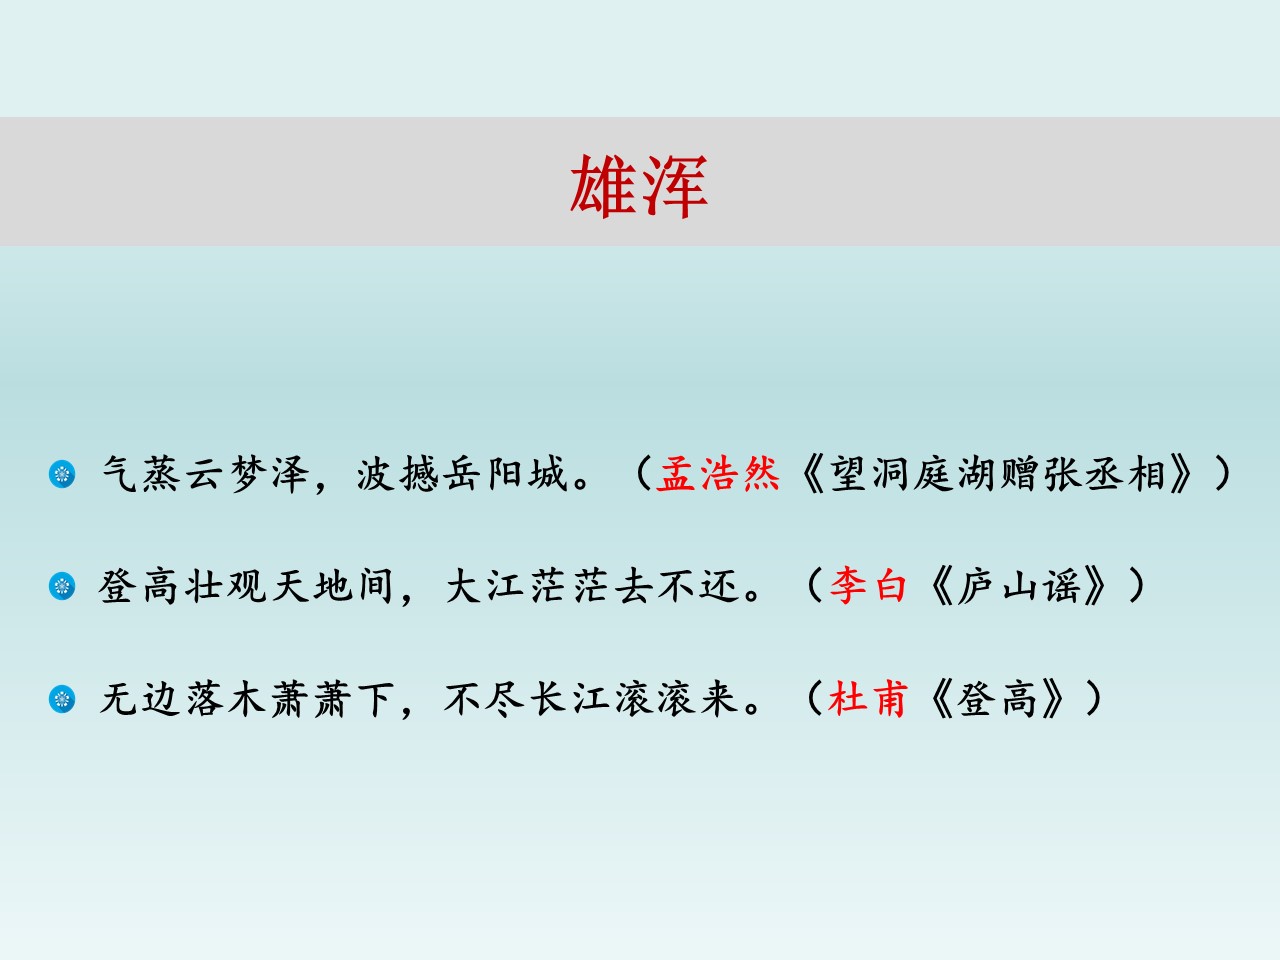 雄浑
气蒸云梦泽，波撼岳阳城。（孟浩然《望洞庭湖赠张丞相》）
登高壮观天地间，大江茫茫去不还。（李白《庐山谣》）
无边落木萧萧下，不尽长江滚滚来。（杜甫《登高》）